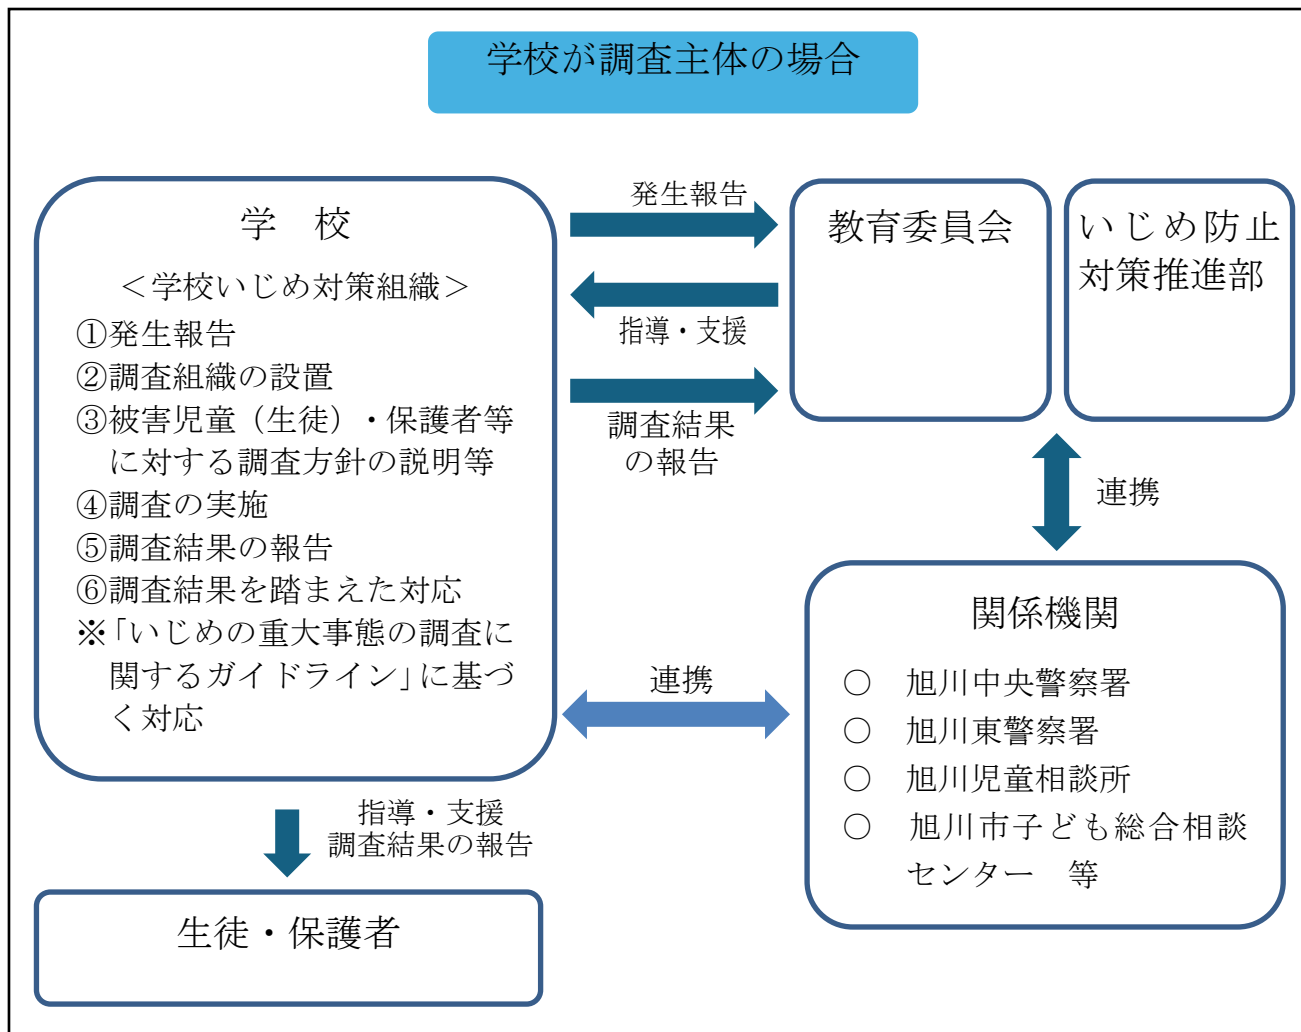 学校が調査主体の場合
学　校
＜学校いじめ対策組織＞
①発生報告
②調査組織の設置
③被害児童（生徒）・保護者等
に対する調査方針の説明等
④調査の実施
⑤調査結果の報告
⑥調査結果を踏まえた対応
※「いじめの重大事態の調査に
関するガイドライン」に基づ
く対応
発生報告
指導・支援
調査結果
の報告
教育委員会
いじめ防止
対策推進部
連携
連携
関係機関
○　旭川中央警察署
○　旭川東警察署
○　旭川児童相談所
○　旭川市子ども総合相談
センター　等
指導・支援
調査結果の報告
生徒・保護者